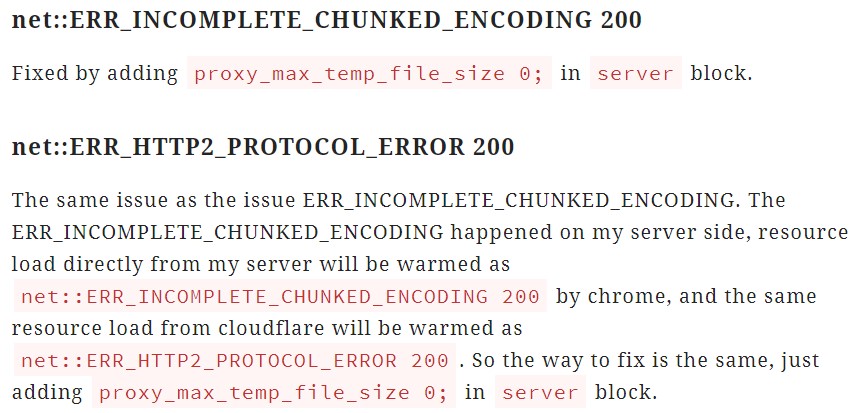 net::ERR_INCOMPLETE_CHUNKED_ENCODING 200
Fixed by adding proxy_max_temp_file_size 0; in server block.
net::ERR_HTTP2_PROTOCOL_ERROR 200
The same issue as the issue ERR_INCOMPLETE_CHUNKED_ENCODING. The
ERR_INCOMPLETE_CHUNKED_ENCODING happened on my server side, resource
load directly from my server will be warmed as
net::ERR_INCOMPLETE_CHUNKED_ENCODING 200 by chrome, and the same
resource load from cloudflare will be warmed as
net::ERR_HTTP2_PROTOCOL_ERROR 200. So the way to fix is the same, just
adding proxy_max_temp_file_size 0; in server block.